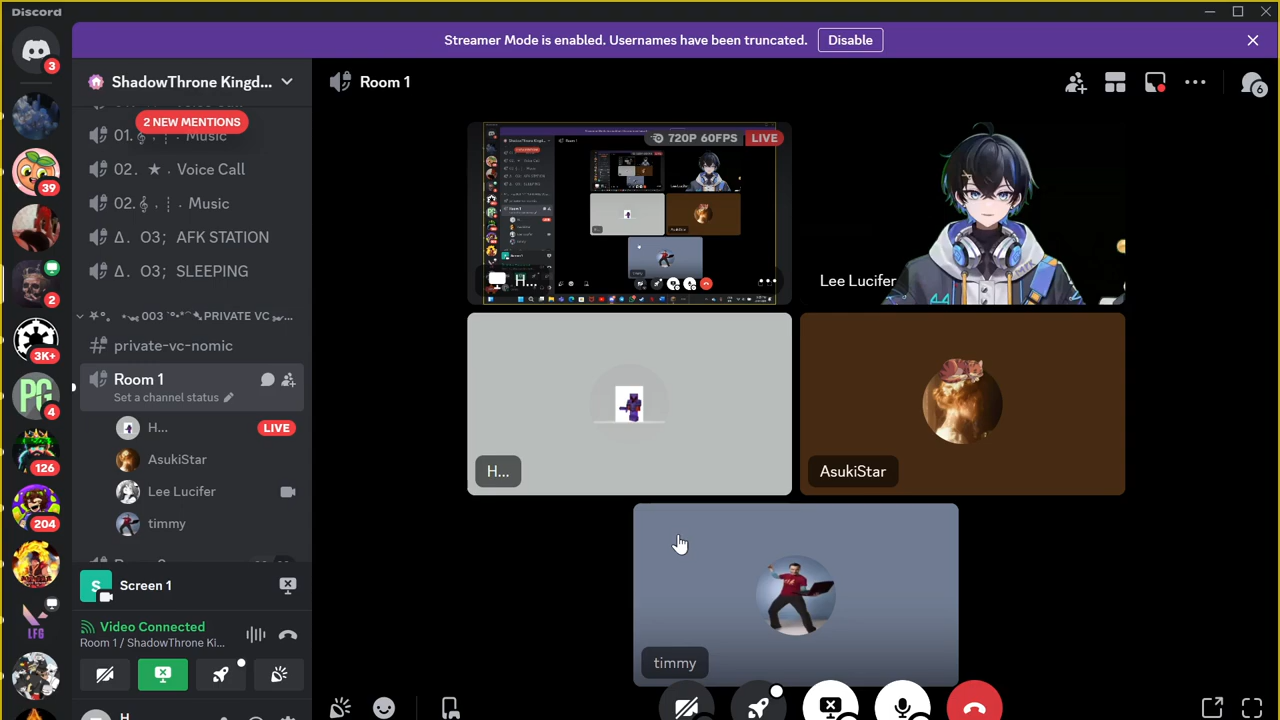 Discord
Streamer Mode is enabled. Usernames have been truncated.
Disable
3
39
2
3K+
PG
4
126
204
LFG
ShadowThrone Kingd...
2 NEW MENTIONS
01. Music
02. ★ . Voice Call
02. Music
Δ. O3; AFK STATION
Δ. O3; SLEEPING
003 PRIVATE VC
private-vc-nomic
Room 1
Set a channel status
H...
LIVE
AsukiStar
Lee Lucifer
timmy
S
Screen 1
Video Connected
Room 1 / ShadowThrone Ki...
Room 1
6
720P 60FPS
LIVE
H...
Lee Lucifer
H...
AsukiStar
timmy